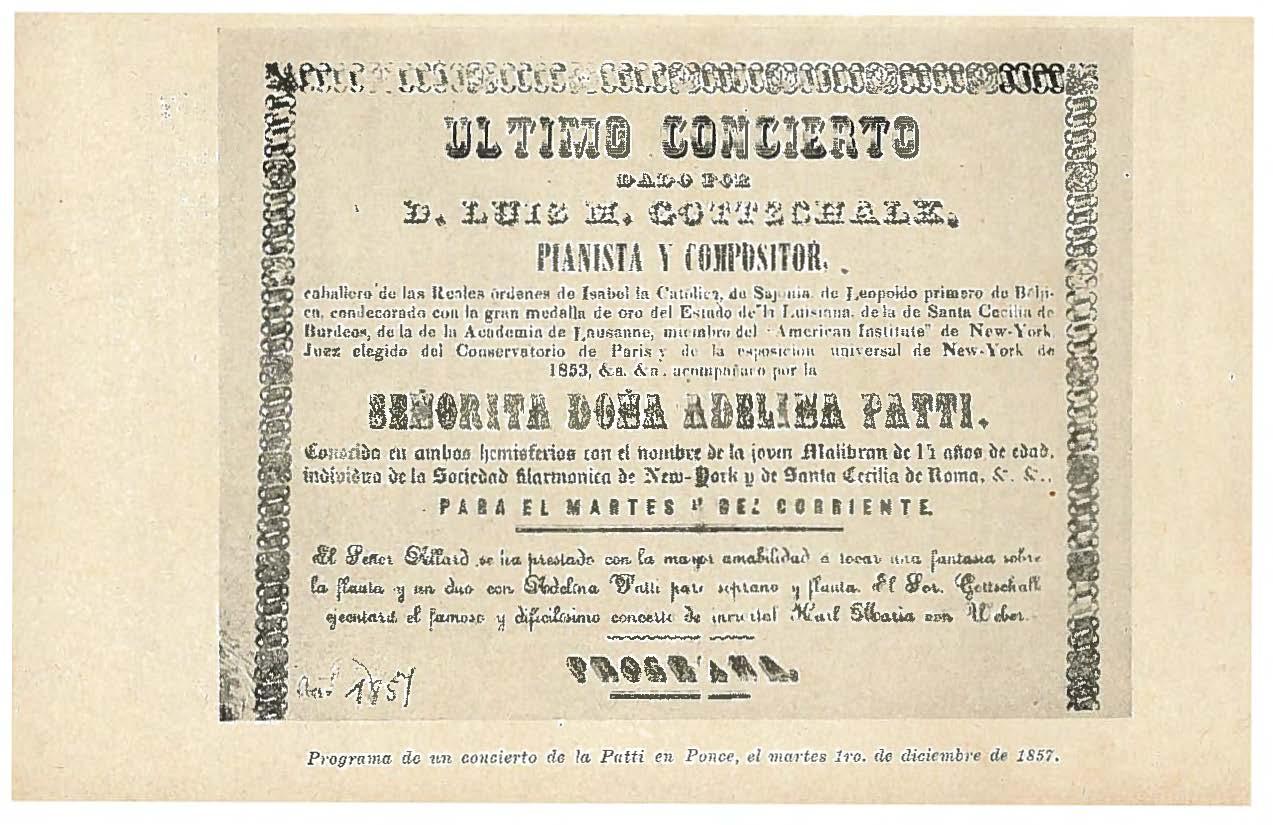 ULTIMO CONCIERTO
DADO POR
D. LUIS M. GOTTSCHALK,
PIANISTA Y COMPOSITOR,
caballero de las Reales órdenes de Isabel la Católica, de Sajonia, de Leopoldo primero de Bélji-
ca, condecorado con la gran medalla de oro del Estado de la Luisiana, de la de Santa Cecilia de
Burdeos, de la de la Academia de Lausanne, miembro del "American Institute" de New-York,
Juez elegido del Conservatorio de Paris y de la esposicion universal de New-York de
1853, &a. &a. acompañado por la
SEÑORITA DOÑA ADELINA PATTI.
Conocida en ambos hemisferios con el nombre de la joven Malibran de años de edad,
individua de la Sociedad filarmonica de New-York y de Santa Cecilia de Roma, &. &.,
PARA EL MARTES DEL CORRIENTE.
El Señor Allard se ha prestado con la mayor amabilidad a tocar una fantasia sobre
la flauta y un duo con Adelina Patti para soprano y flauta. El Sor. Gottschalk
ejecutará el famoso y dificilísimo concerto de Karl Maria von Weber.
PROGRAMA.
1857
Programa de un concierto de la Patti en Ponce, el martes 1ro. de diciembre de 1857.